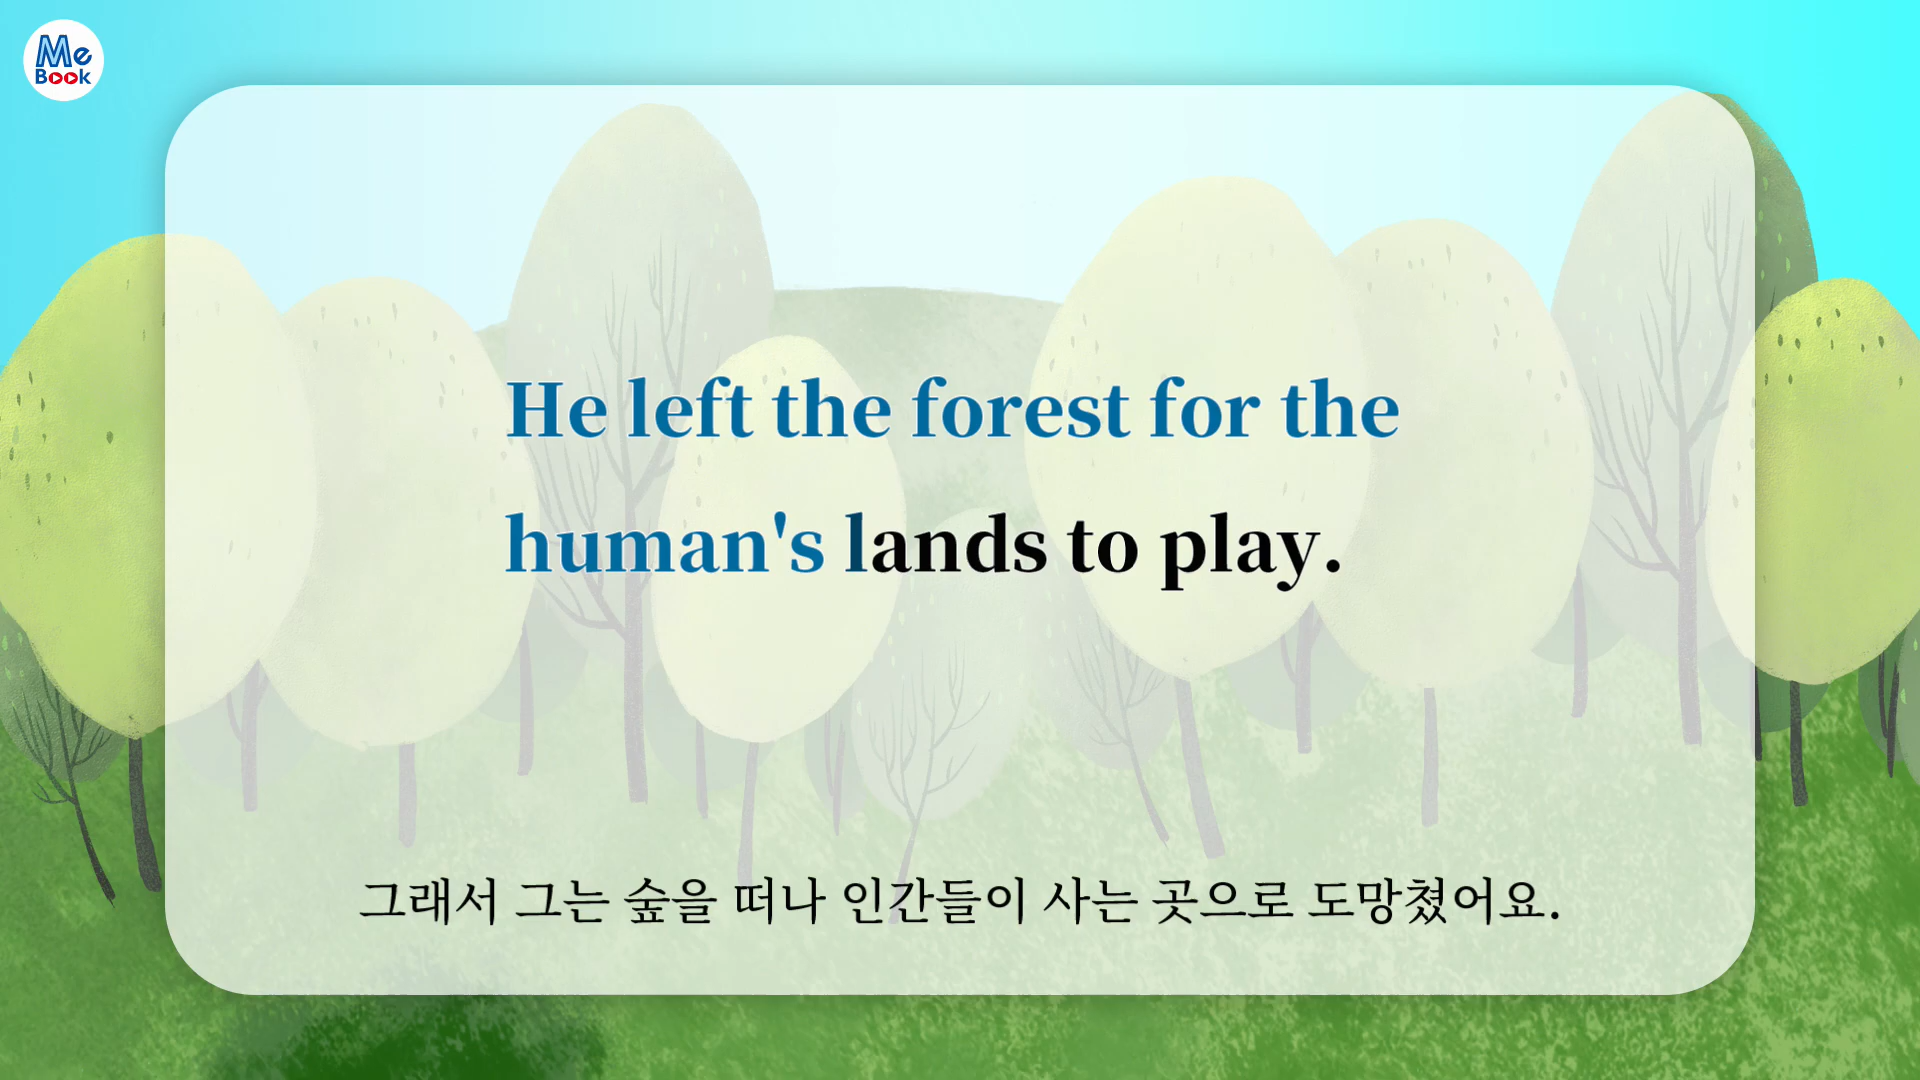 Me
Book
He left the forest for the
human's lands to play.
그래서 그는 숲을 떠나 인간들이 사는 곳으로 도망쳤어요.